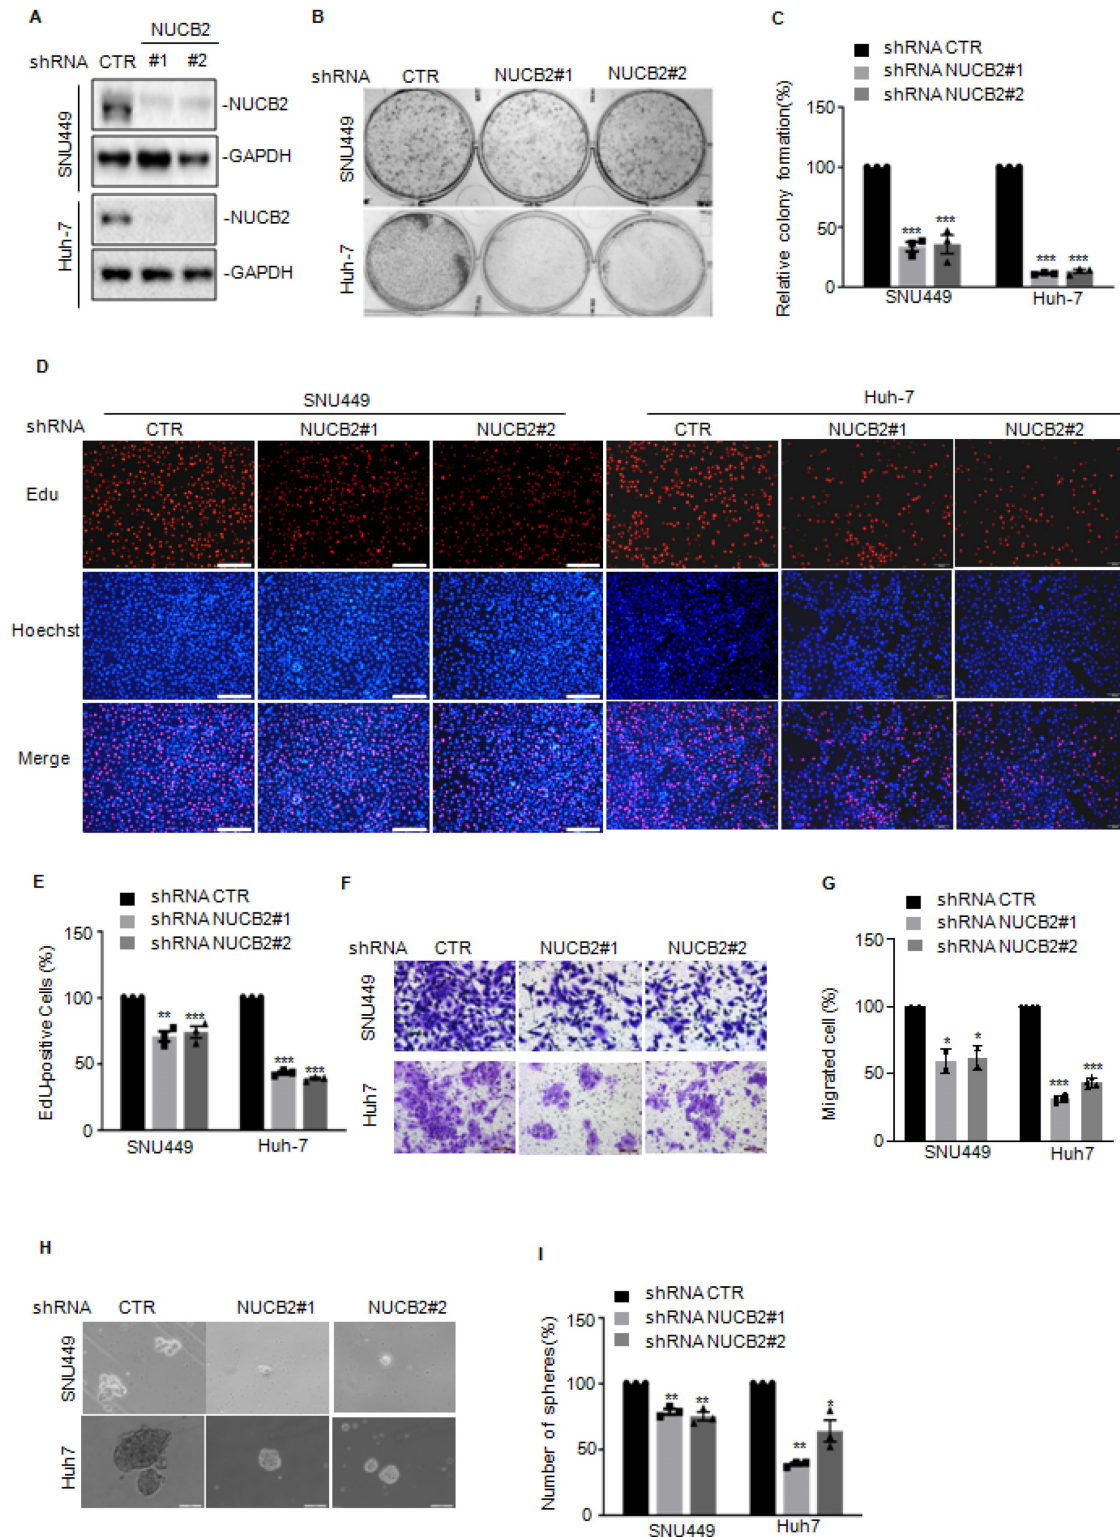 A
NUCB2
shRNA CTR #1 #2
SNU449
-NUCB2
-GAPDH
Huh-7
-NUCB2
-GAPDH
B
shRNA CTR NUCB2#1 NUCB2#2
SNU449
Huh-7
C
shRNA CTR
shRNA NUCB2#1
shRNA NUCB2#2
Relative colony formation(%)
150
100
50
0
*** *** *** ***
SNU449 Huh-7
D
SNU449 Huh-7
shRNA CTR NUCB2#1 NUCB2#2 CTR NUCB2#1 NUCB2#2
Edu
Hoechst
Merge
E
shRNA CTR
shRNA NUCB2#1
shRNA NUCB2#2
EdU-positive Cells (%)
150
100
50
0
** *** *** ***
SNU449 Huh-7
F
shRNA CTR NUCB2#1 NUCB2#2
SNU449
Huh7
G
shRNA CTR
shRNA NUCB2#1
shRNA NUCB2#2
Migrated cell (%)
150
100
50
0
* * *** ***
SNU449 Huh7
H
shRNA CTR NUCB2#1 NUCB2#2
SNU449
Huh7
I
shRNA CTR
shRNA NUCB2#1
shRNA NUCB2#2
Number of spheres(%)
150
100
50
0
** ** ** *
SNU449 Huh7